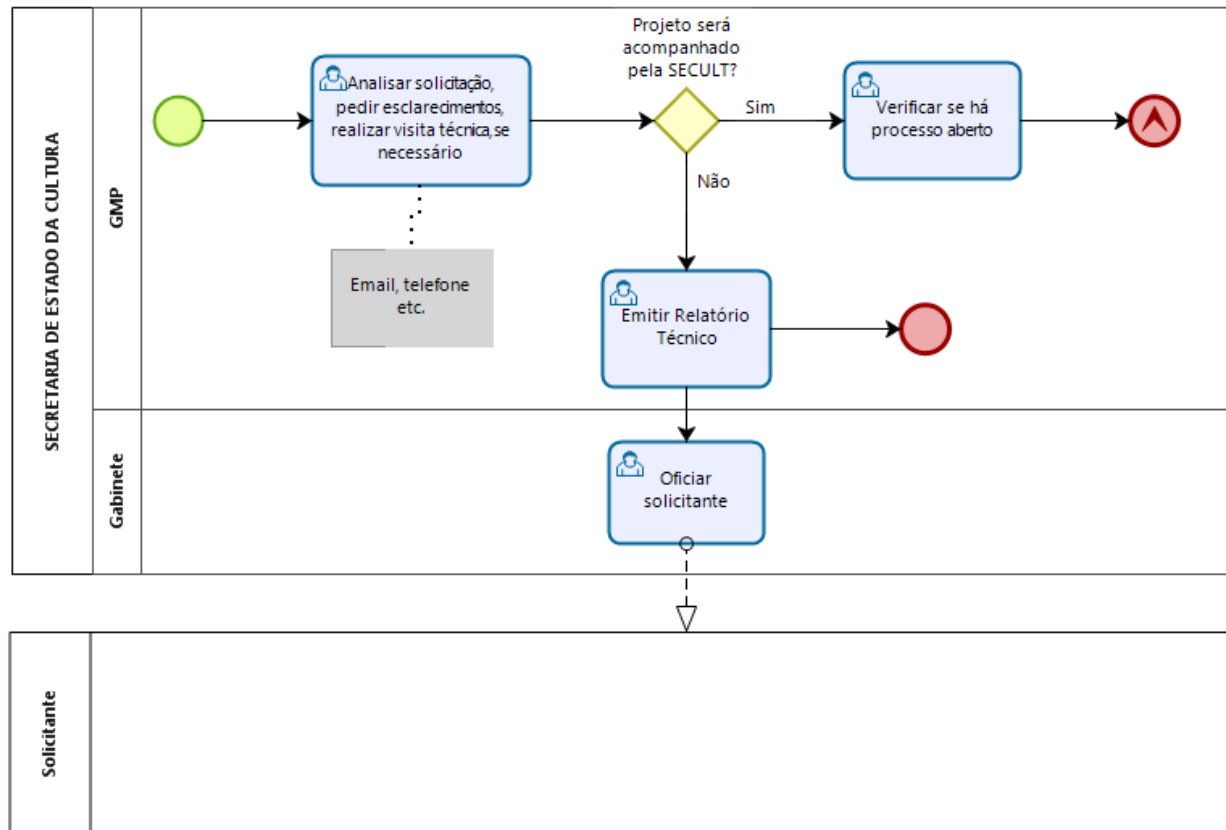 SECRETARIA DE ESTADO DA CULTURA
GMP
Analisar solicitação,
pedir esclarecimentos,
realizar visita técnica,se
necessário
Email, telefone
etc.
Projeto será
acompanhado
pela SECULT?
Sim
Verificar se há
processo aberto
Não
Emitir Relatório
Técnico
Gabinete
Oficiar
solicitante
Solicitante